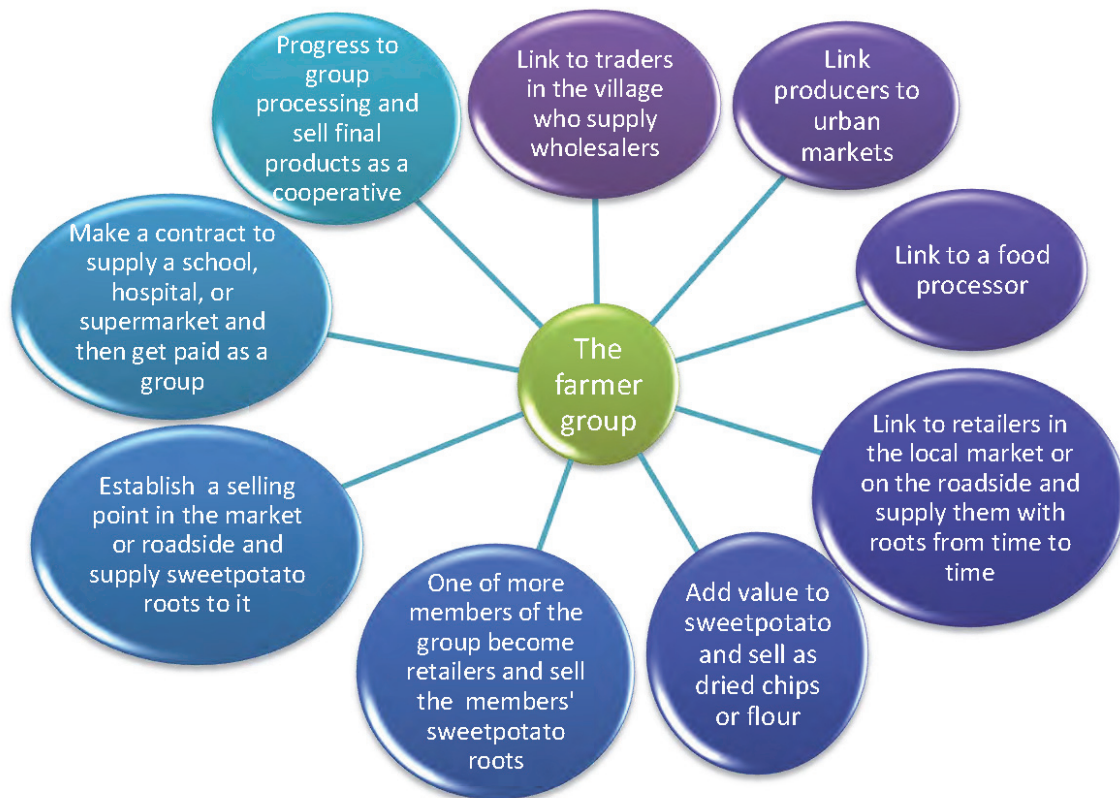 Progress to
group
processing and
sell final
products as a
cooperative
Link to traders
in the village
who supply
wholesalers
Link
producers to
urban
markets
Link to a food
processor
Link to retailers in
the local market or
on the roadside and
supply them with
roots from time to
time
Add value to
sweetpotato
and sell as
dried chips
or flour
One of more
members of the
group become
retailers and sell
the members'
sweetpotato
roots
Establish a selling
point in the market
or roadside and
supply sweetpotato
roots to it
Make a contract to
supply a school,
hospital, or
supermarket and
then get paid as a
group
The
farmer
group